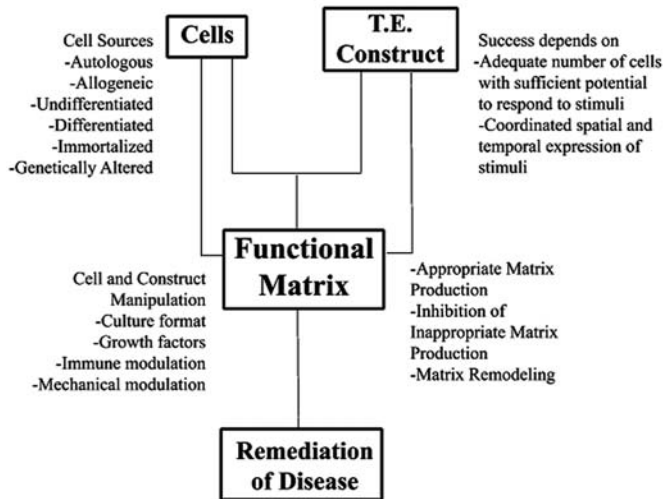 Cells
T.E.
Construct
Cell Sources
-Autologous
-Allogeneic
-Undifferentiated
-Differentiated
-Immortalized
-Genetically Altered
Success depends on
-Adequate number of cells
with sufficient potential
to respond to stimuli
-Coordinated spatial and
temporal expression of
stimuli
Functional
Matrix
Cell and Construct
Manipulation
-Culture format
-Growth factors
-Immune modulation
-Mechanical modulation
-Appropriate Matrix
Production
-Inhibition of
Inappropriate Matrix
Production
-Matrix Remodeling
Remediation
of Disease